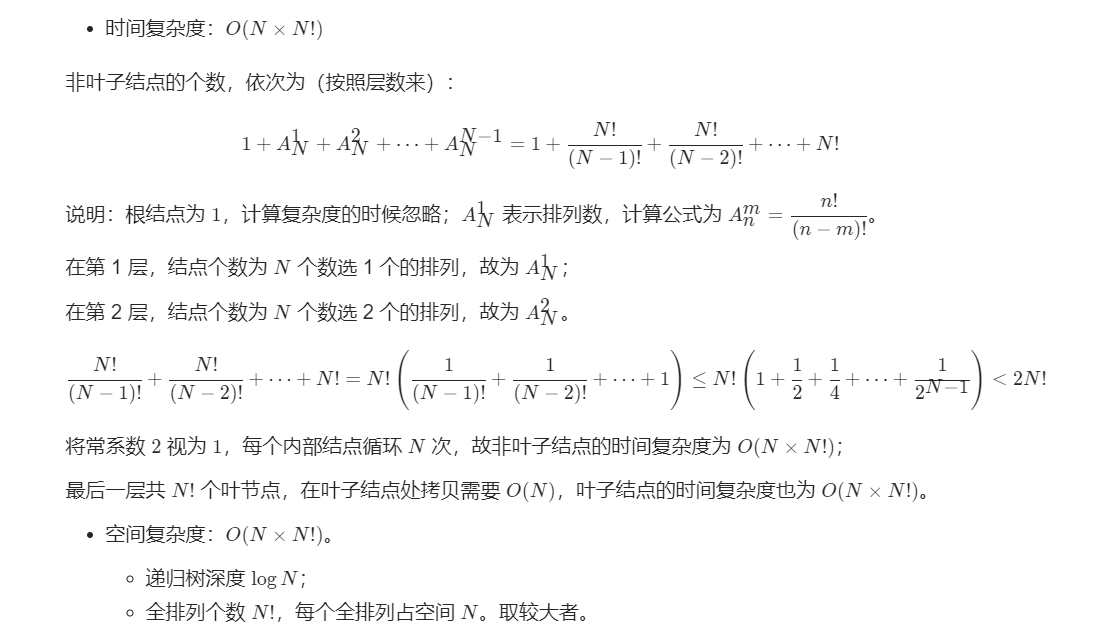 • 时间复杂度：$O(N \times N!)$
非叶子结点的个数，依次为（按照层数来）：
$1 + A_N^1 + A_N^2 + \cdots + A_N^{N-1} = 1 + \frac{N!}{(N-1)!} + \frac{N!}{(N-2)!} + \cdots + N!$
说明：根结点为 $1$，计算复杂度的时候忽略；$A_N^1$ 表示排列数，计算公式为 $A_n^m = \frac{n!}{(n-m)!}$。
在第 1 层，结点个数为 $N$ 个数选 1 个的排列，故为 $A_N^1$；
在第 2 层，结点个数为 $N$ 个数选 2 个的排列，故为 $A_N^2$。
$\frac{N!}{(N-1)!} + \frac{N!}{(N-2)!} + \cdots + N! = N! \left( \frac{1}{(N-1)!} + \frac{1}{(N-2)!} + \cdots + 1 \right) \leq N! \left( 1 + \frac{1}{2} + \frac{1}{4} + \cdots + \frac{1}{2^{N-1}} \right) < 2N!$
将常系数 $2$ 视为 $1$，每个内部结点循环 $N$ 次，故非叶子结点的时间复杂度为 $O(N \times N!)$；
最后一层共 $N!$ 个叶节点，在叶子结点处拷贝需要 $O(N)$，叶子结点的时间复杂度也为 $O(N \times N!)$。
• 空间复杂度：$O(N \times N!)$。
◦ 递归树深度 $\log N$；
◦ 全排列个数 $N!$，每个全排列占空间 $N$。取较大者。